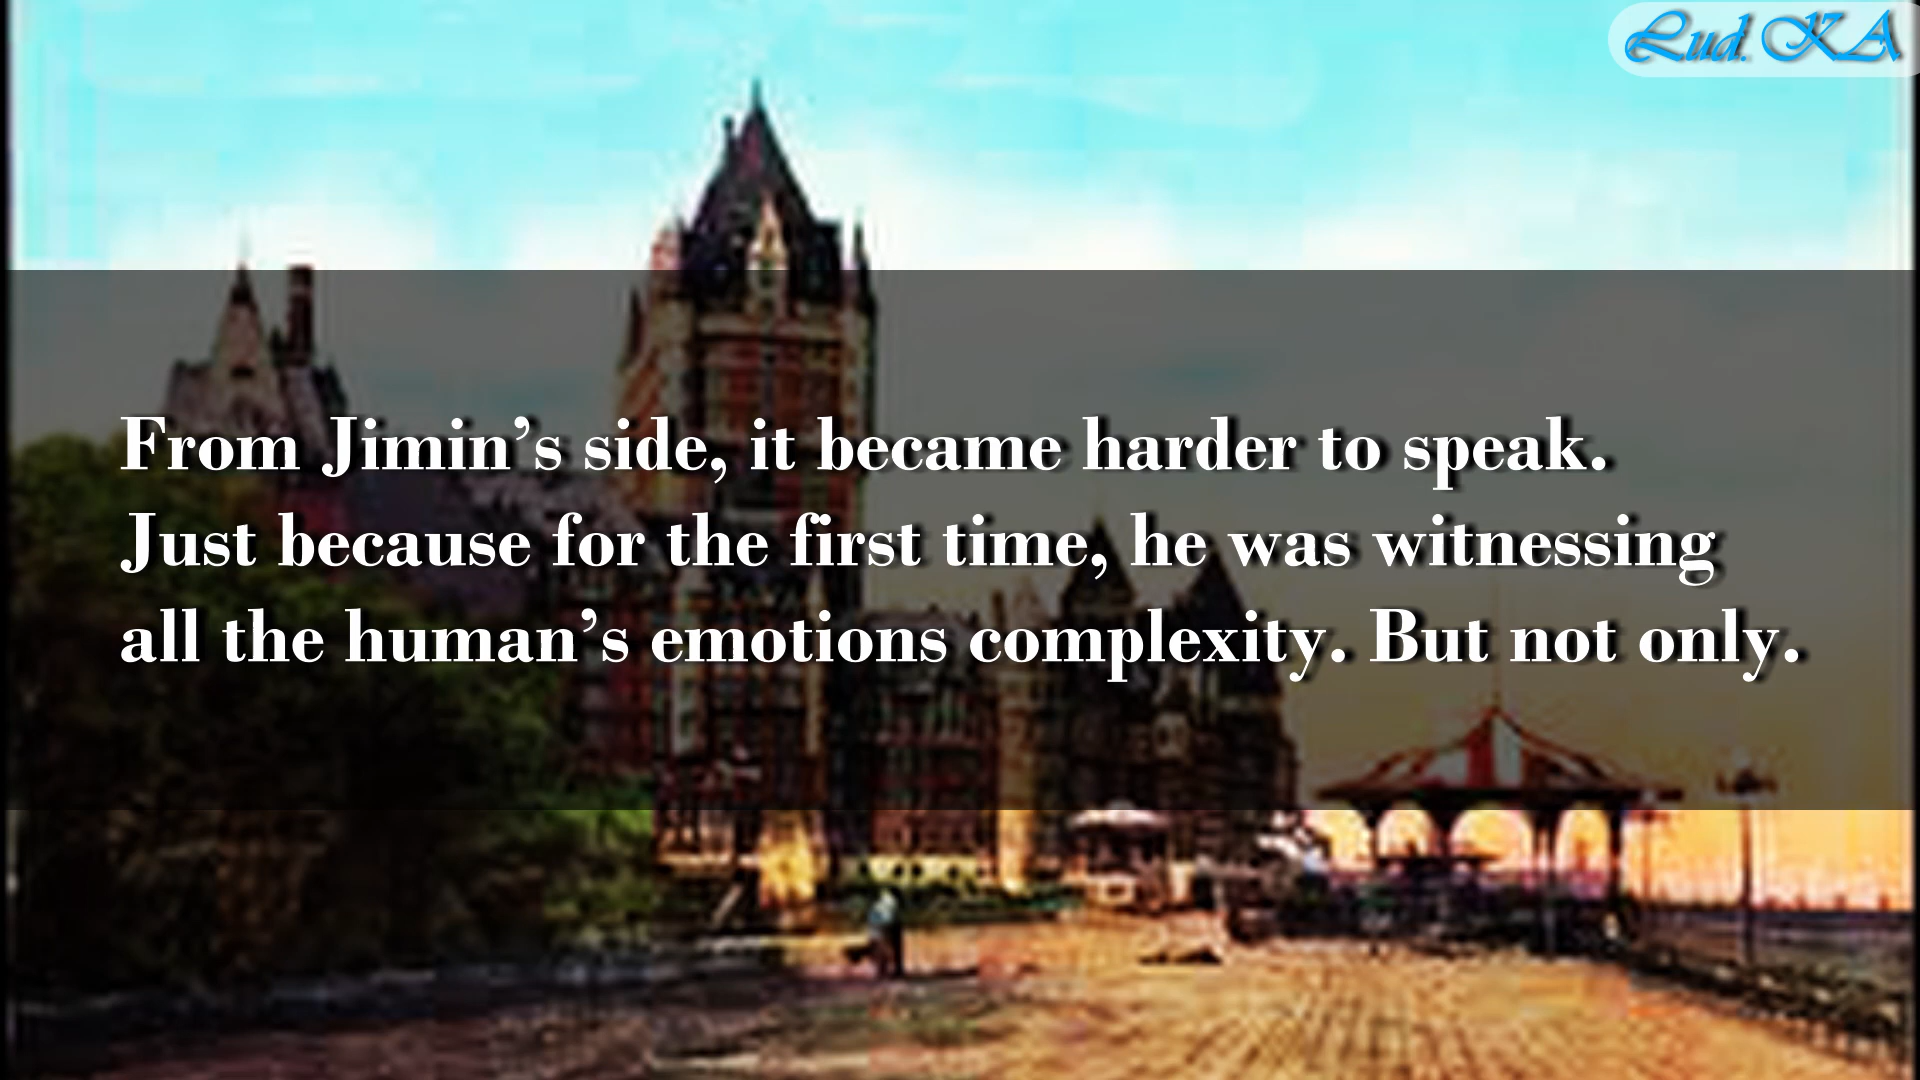 Lud. KA
From Jimin’s side, it became harder to speak.
Just because for the first time, he was witnessing
all the human’s emotions complexity. But not only.